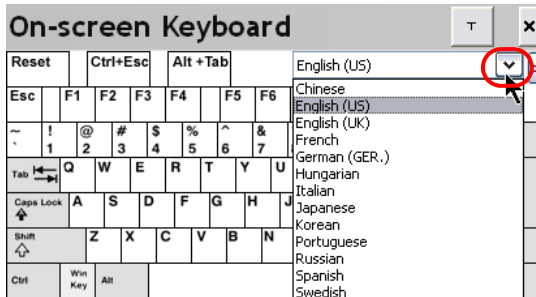 On-screen Keyboard T ×
Reset Ctrl+Esc Alt +Tab English (US)
Esc F1 F2 F3 F4 F5 F6
~ ! @ # $ % ^ &
` 1 2 3 4 5 6 7
Tab Q W E R T Y U
Caps Lock A S D F G H J
Shift Z X C V B N
Ctrl Win Key Alt
Chinese
English (US)
English (UK)
French
German (GER.)
Hungarian
Italian
Japanese
Korean
Portuguese
Russian
Spanish
Swedish